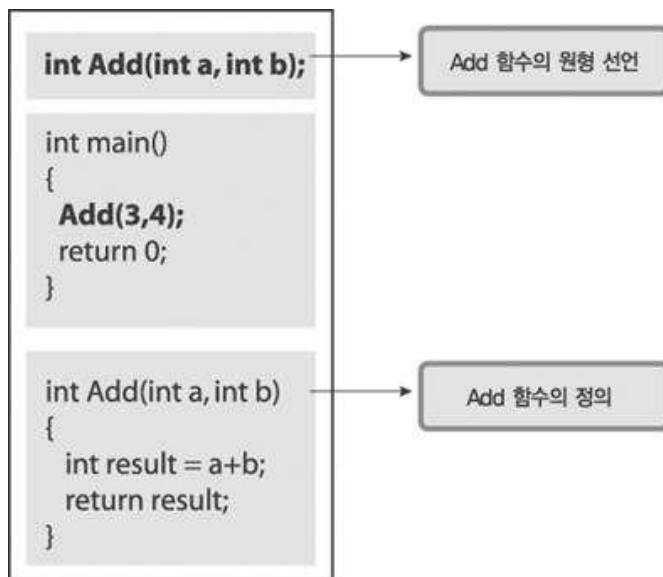 int Add(int a, int b);
Add 함수의 원형 선언
int main()
{
Add(3,4);
return 0;
}
int Add(int a, int b)
Add 함수의 정의
{
int result = a+b;
return result;
}